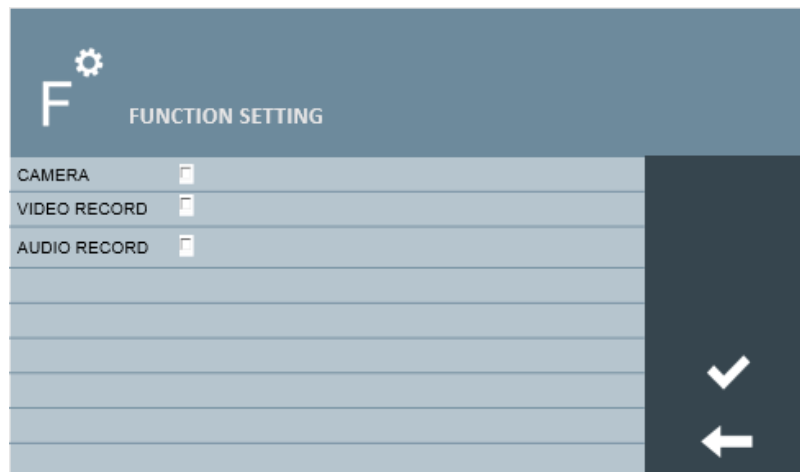 F
FUNCTION SETTING
CAMERA
VIDEO RECORD
AUDIO RECORD